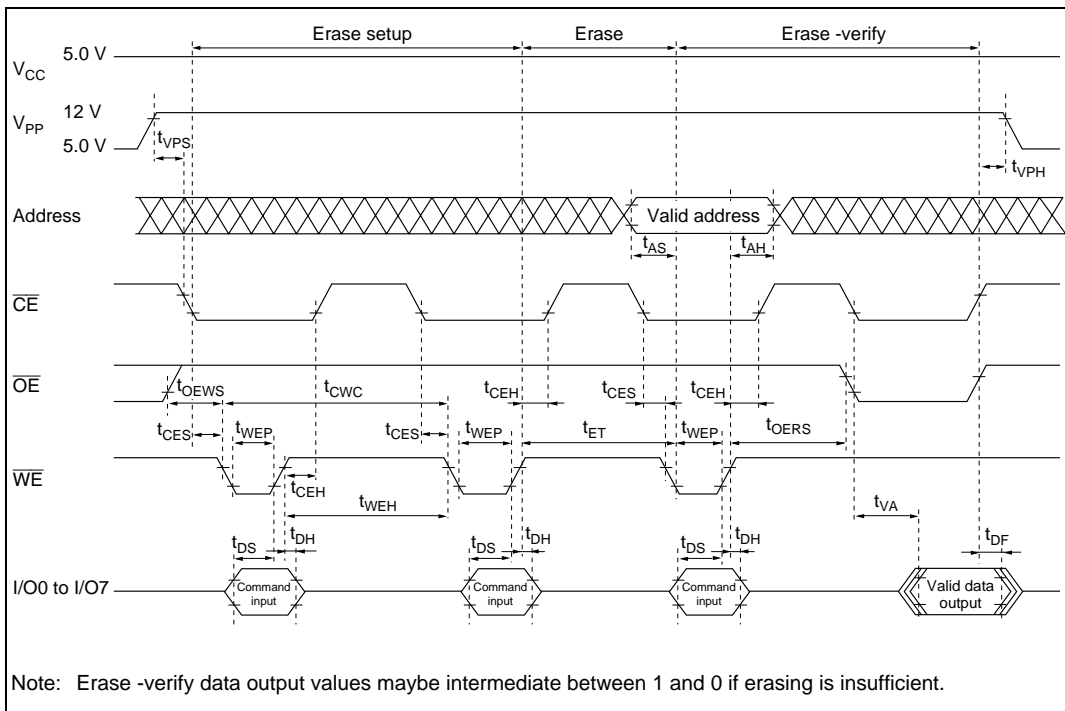 Erase setup Erase Erase -verify
5.0 V
VCC
12 V
VPP
tVPS
5.0 V
tVPH
Address Valid address
tAS tAH
CE
OE
tOEWS tCWC tCEH tCES tCEH
tCES tWEP tCES tWEP tET tWEP tOERS
WE
tCEH
tWEH tVA
tDS tDH tDS tDH tDS tDH tDF
I/O0 to I/O7 Command input Command input Command input Valid data output
Note: Erase -verify data output values maybe intermediate between 1 and 0 if erasing is insufficient.